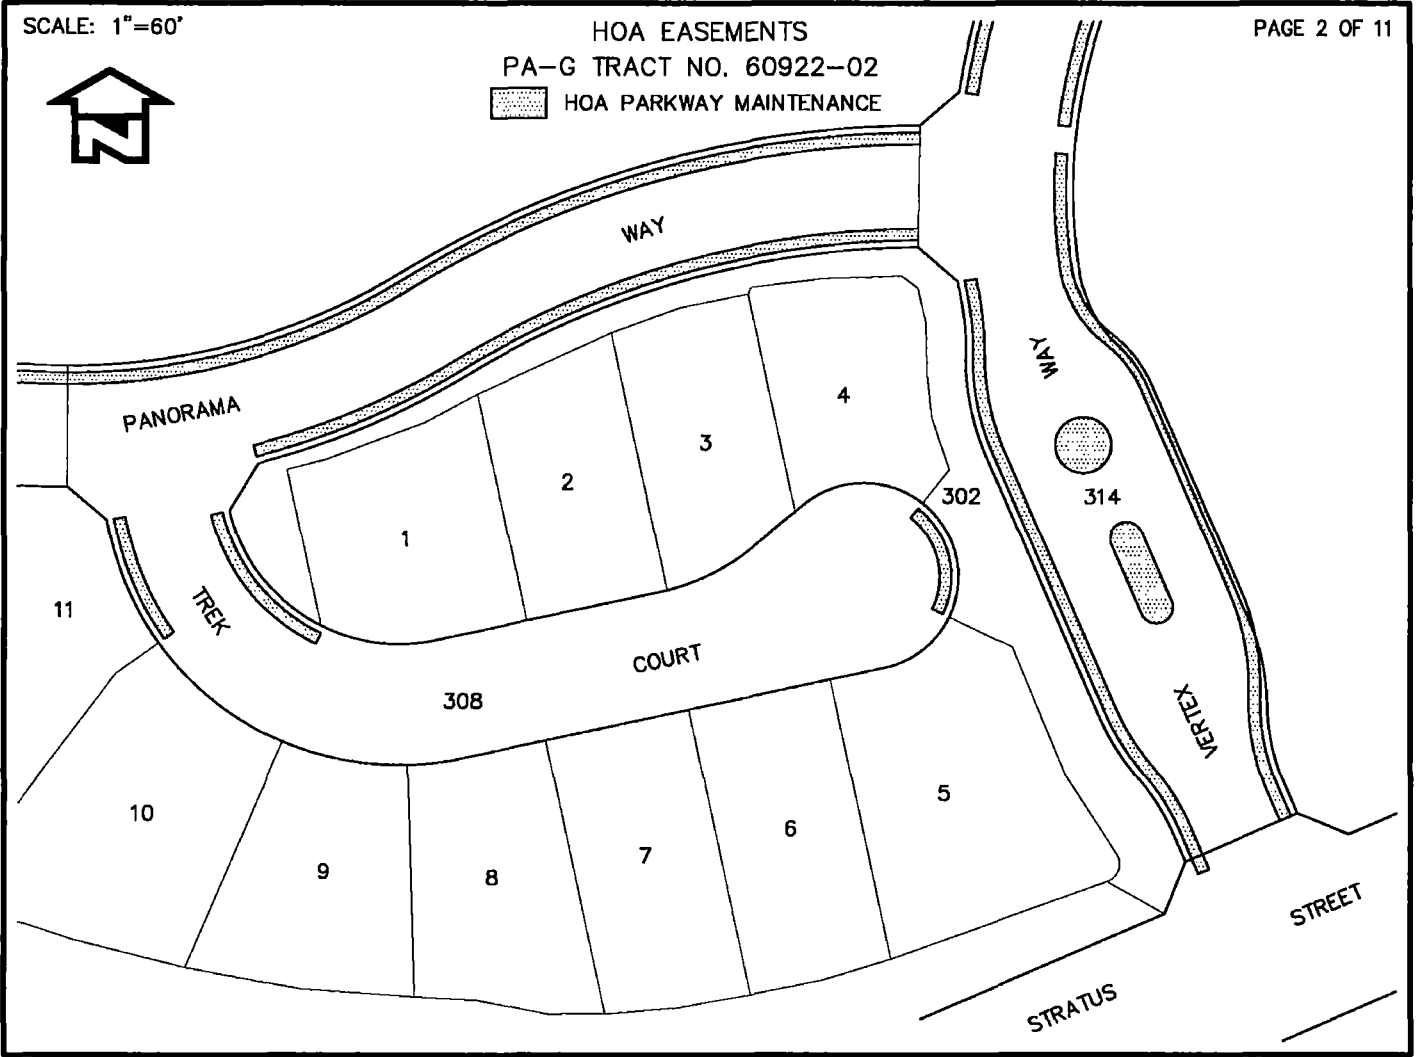 SCALE: 1"=60'
HOA EASEMENTS
PAGE 2 OF 11
PA-G TRACT NO. 60922-02
HOA PARKWAY MAINTENANCE
N
WAY
WAY
PANORAMA
4
3
2
302
314
1
11
TREK
COURT
308
VERTEX
5
10
6
7
9
8
STREET
STRATUS